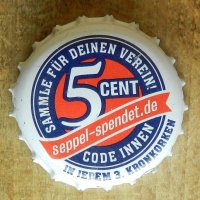 SAMMLE FÜR DEINEN VEREIN!
5 CENT
seppel-spendet.de
CODE INNEN
IN JEDEM 3. KRONKORKEN